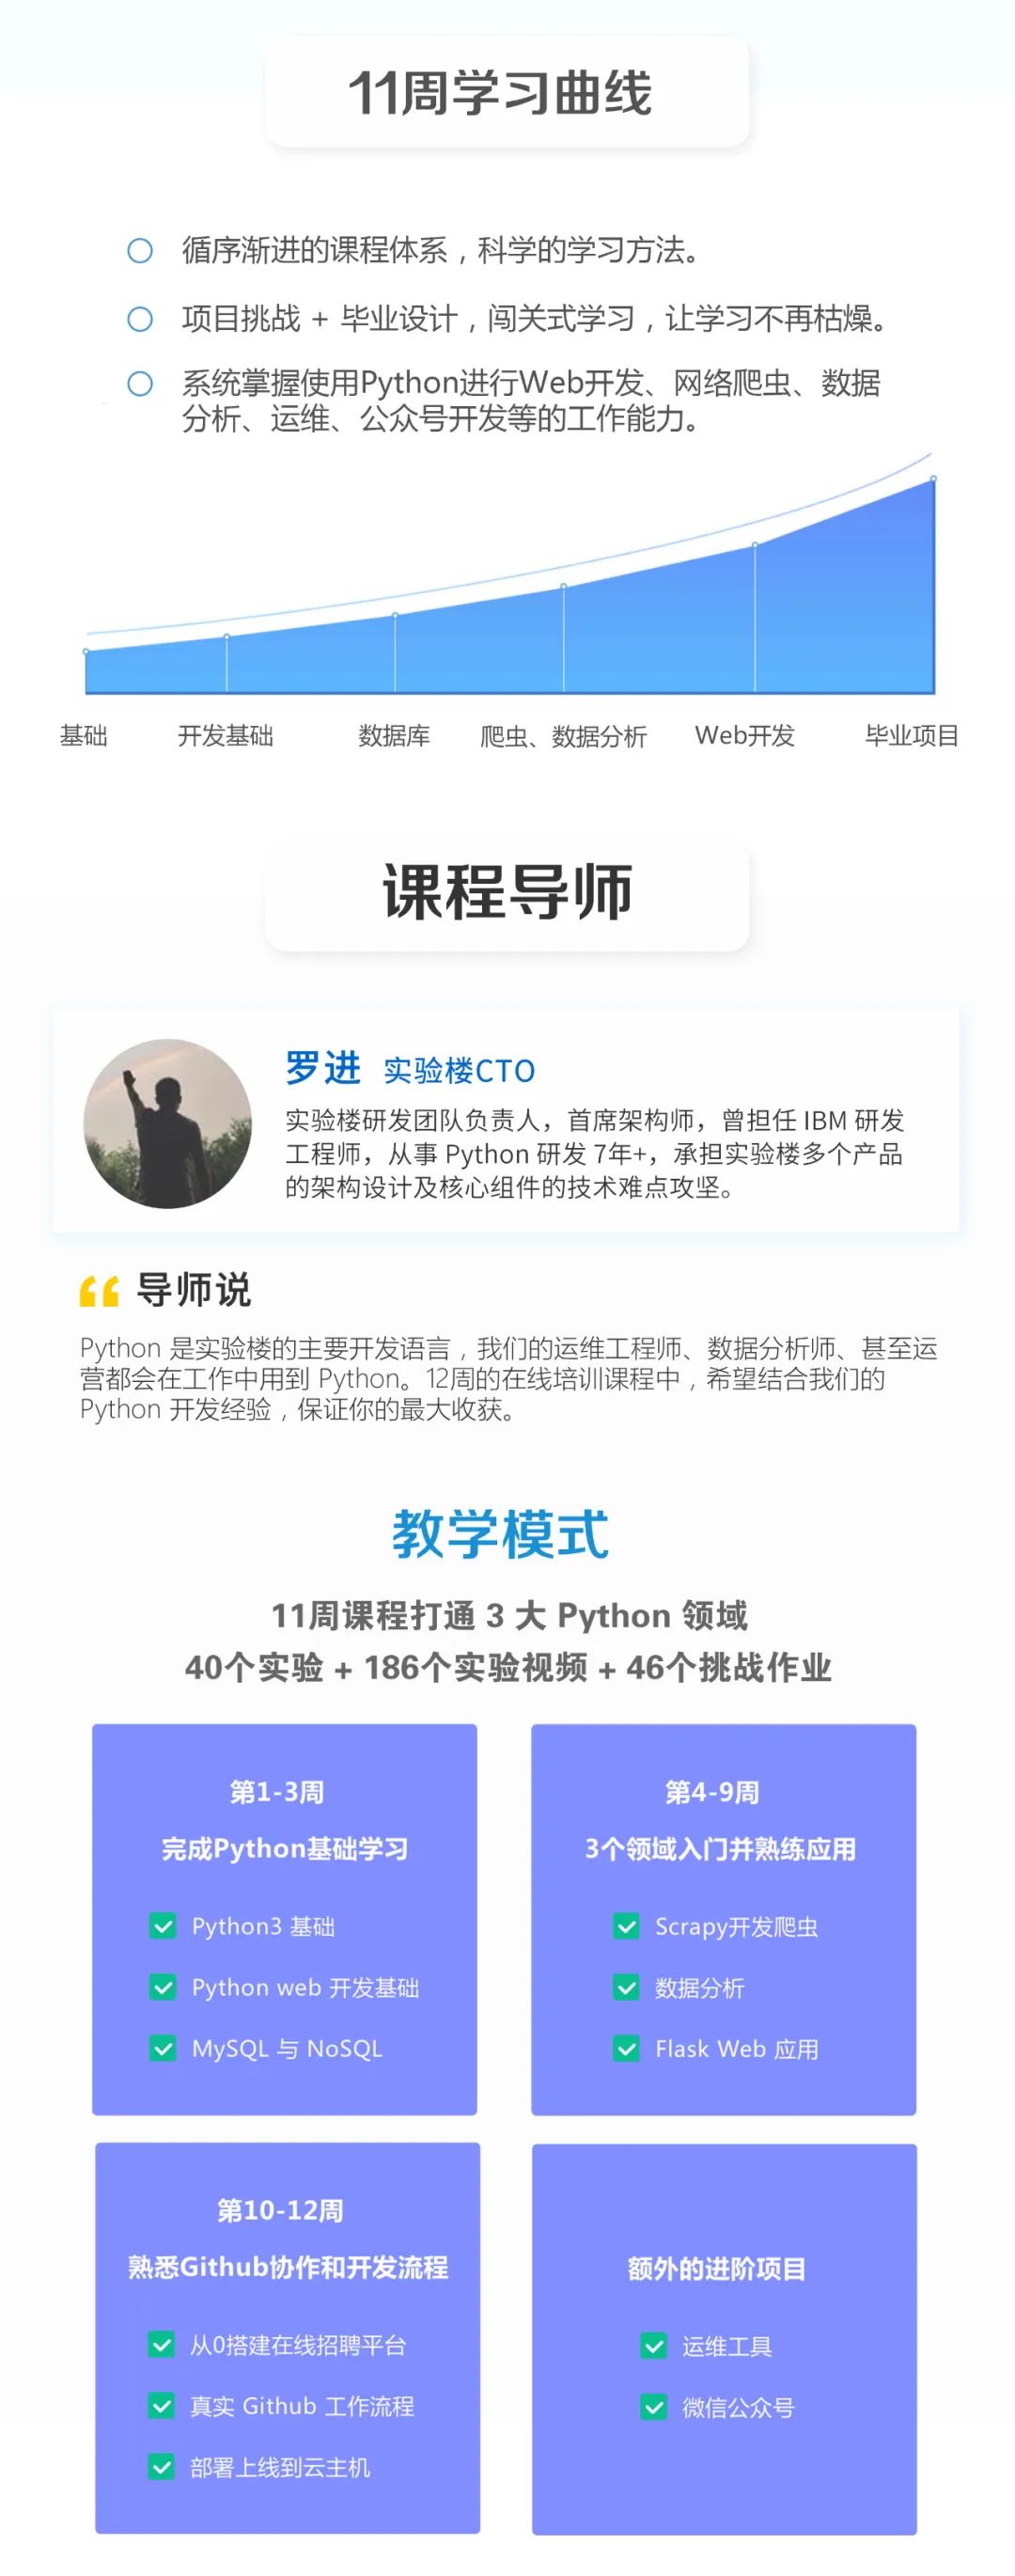 11周学习曲线
循序渐进的课程体系，科学的学习方法。
项目挑战 + 毕业设计，闯关式学习，让学习不再枯燥。
系统掌握使用Python进行Web开发、网络爬虫、数据
分析、运维、公众号开发等的工作能力。
基础 开发基础 数据库 爬虫、数据分析 Web开发 毕业项目
课程导师
罗进 实验楼CTO
实验楼研发团队负责人，首席架构师，曾担任 IBM 研发
工程师，从事 Python 研发 7年+，承担实验楼多个产品
的架构设计及核心组件的技术难点攻坚。
导师说
Python 是实验楼的主要开发语言，我们的运维工程师、数据分析师、甚至运
营都会在工作中用到 Python。12周的在线培训课程中，希望结合我们的
Python 开发经验，保证你的最大收获。
教学模式
11周课程打通 3 大 Python 领域
40个实验 + 186个实验视频 + 46个挑战作业
第1-3周
完成Python基础学习
Python3 基础
Python web 开发基础
MySQL 与 NoSQL
第4-9周
3个领域入门并熟练应用
Scrapy开发爬虫
数据分析
Flask Web 应用
第10-12周
熟悉Github协作和开发流程
从0搭建在线招聘平台
真实 Github 工作流程
部署上线到云主机
额外的进阶项目
运维工具
微信公众号